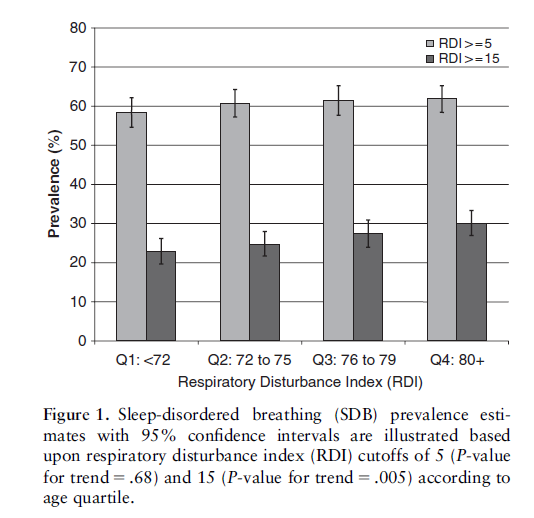 80
70
60
50
40
30
20
10
0
Prevalence (%)
RDI>=5
RDI>=15
Q1: <72
Q2: 72 to 75
Q3: 76 to 79
Q4: 80+
Respiratory Disturbance Index (RDI)
Figure 1. Sleep-disordered breathing (SDB) prevalence esti-
mates with 95% confidence intervals are illustrated based
upon respiratory disturbance index (RDI) cutoffs of 5 (P-value
for trend = .68) and 15 (P-value for trend = .005) according to
age quartile.